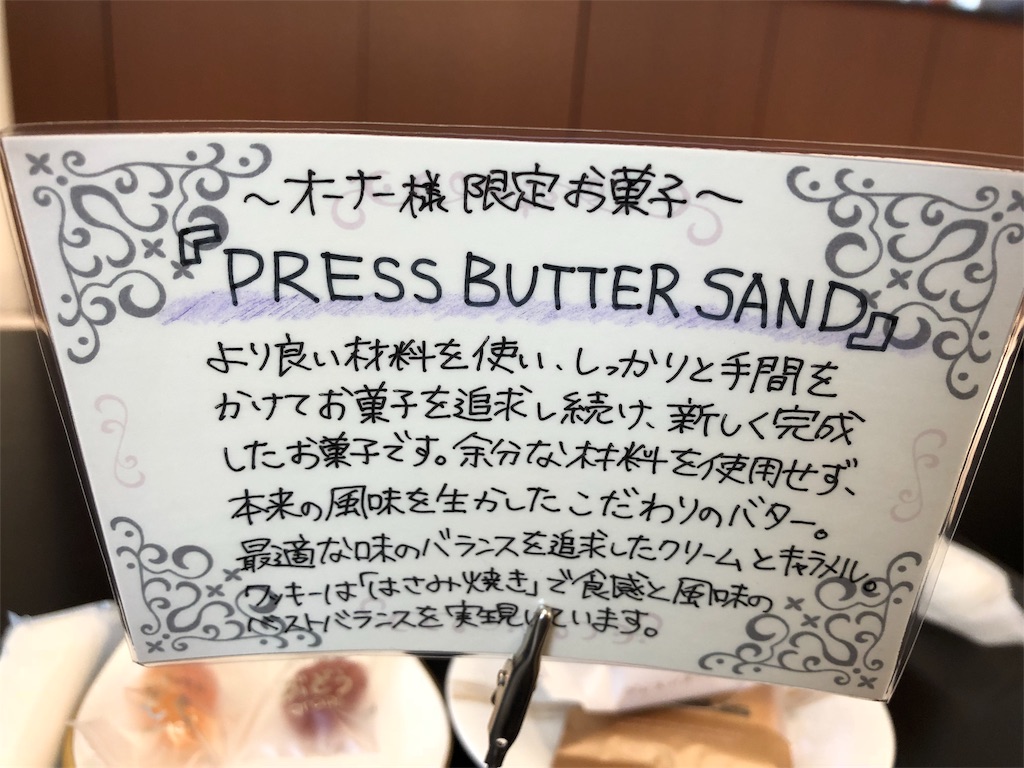 ～オーナー様限定お菓子～
『PRESS BUTTER SAND』
より良い材料を使い、しっかりと手間を
かけてお菓子を追求し続け、新しく完成
したお菓子です。余分な材料を使用せず、
本来の風味を生かしたこだわりのバター。
最適な味のバランスを追求したクリームとキャラメル。
クッキーは「はさみ焼き」で食感と風味の
ベストバランスを実現しています。
ぶどう